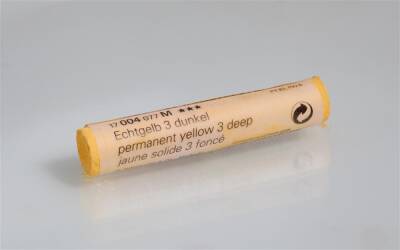 17 004 077 M ★★★
Echtgelb 3 dunkel
permanent yellow 3 deep
jaune solide 3 foncé